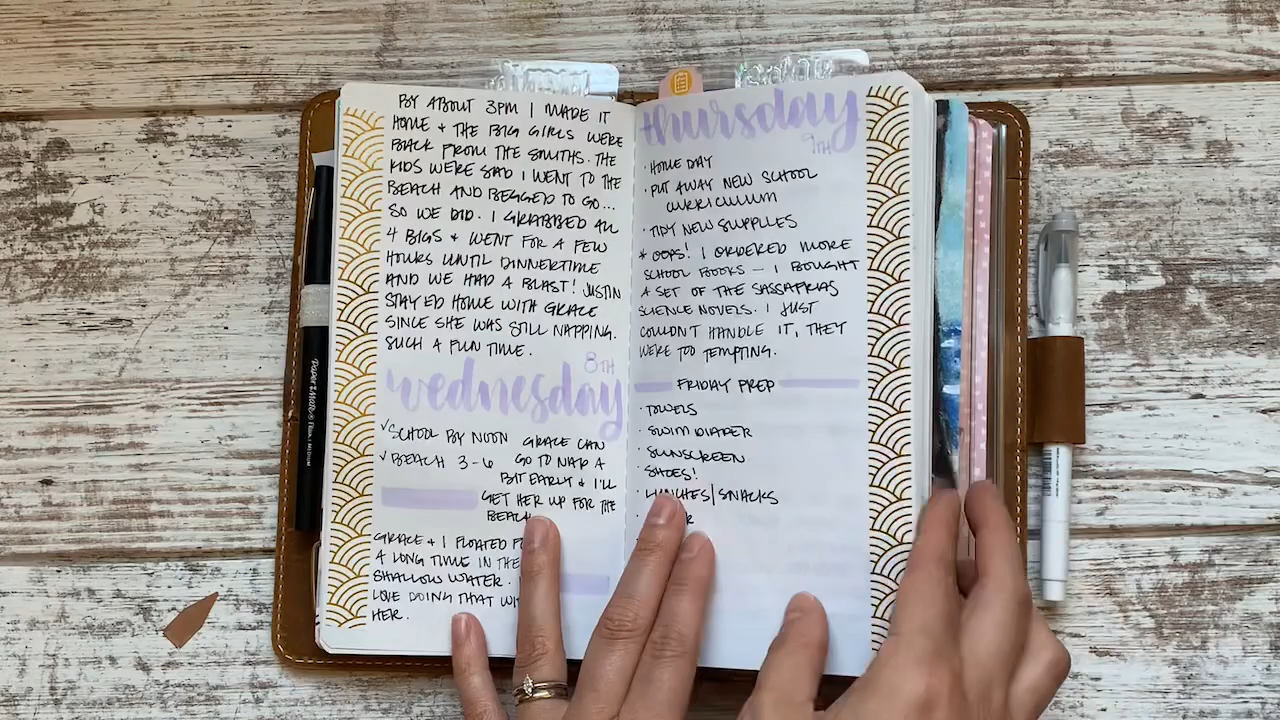 BY ABOUT 3PM I MADE IT
HOME + THE BIG GIRLS WERE
BACK FROM THE SMITHS. THE
KIDS WERE SAD I WENT TO THE
BEACH AND BEGGED TO GO...
SO WE DID. I GRABBED ALL
4 BIGS + WENT FOR A FEW
HOURS UNTIL DINNERTIME
AND WE HAD A BLAST! JUSTIN
STAYED HOME WITH GRACE
SINCE SHE WAS STILL NAPPING.
SUCH A FUN TIME.
8TH
wednesday
✓SCHOOL BY NOON
✓BEACH 3-6
GRACE CAN
GO TO NAP A
BIT EARLY & I'LL
GET HER UP FOR THE
BEACH
GRACE + I FLOATED
A LONG TIME IN THE
SHALLOW WATER.
LOVE DOING THAT
HER.
thursday
9TH
· HOME DAY
· PUT AWAY NEW SCHOOL
CURRICULUM
· TIDY NEW SUPPLIES
* OOPS! I ORDERED MORE
SCHOOL BOOKS — I BOUGHT
A SET OF THE SASSAFRAS
SCIENCE NOVELS. I JUST
COULDN'T HANDLE IT, THEY
WERE TOO TEMPTING.
FRIDAY PREP
· TOWELS
· SWIM DIAPER
· SUNSCREEN
· SHOES!
· LUNCHES/SNACKS
PAPER MATE FLAIR MEDIUM